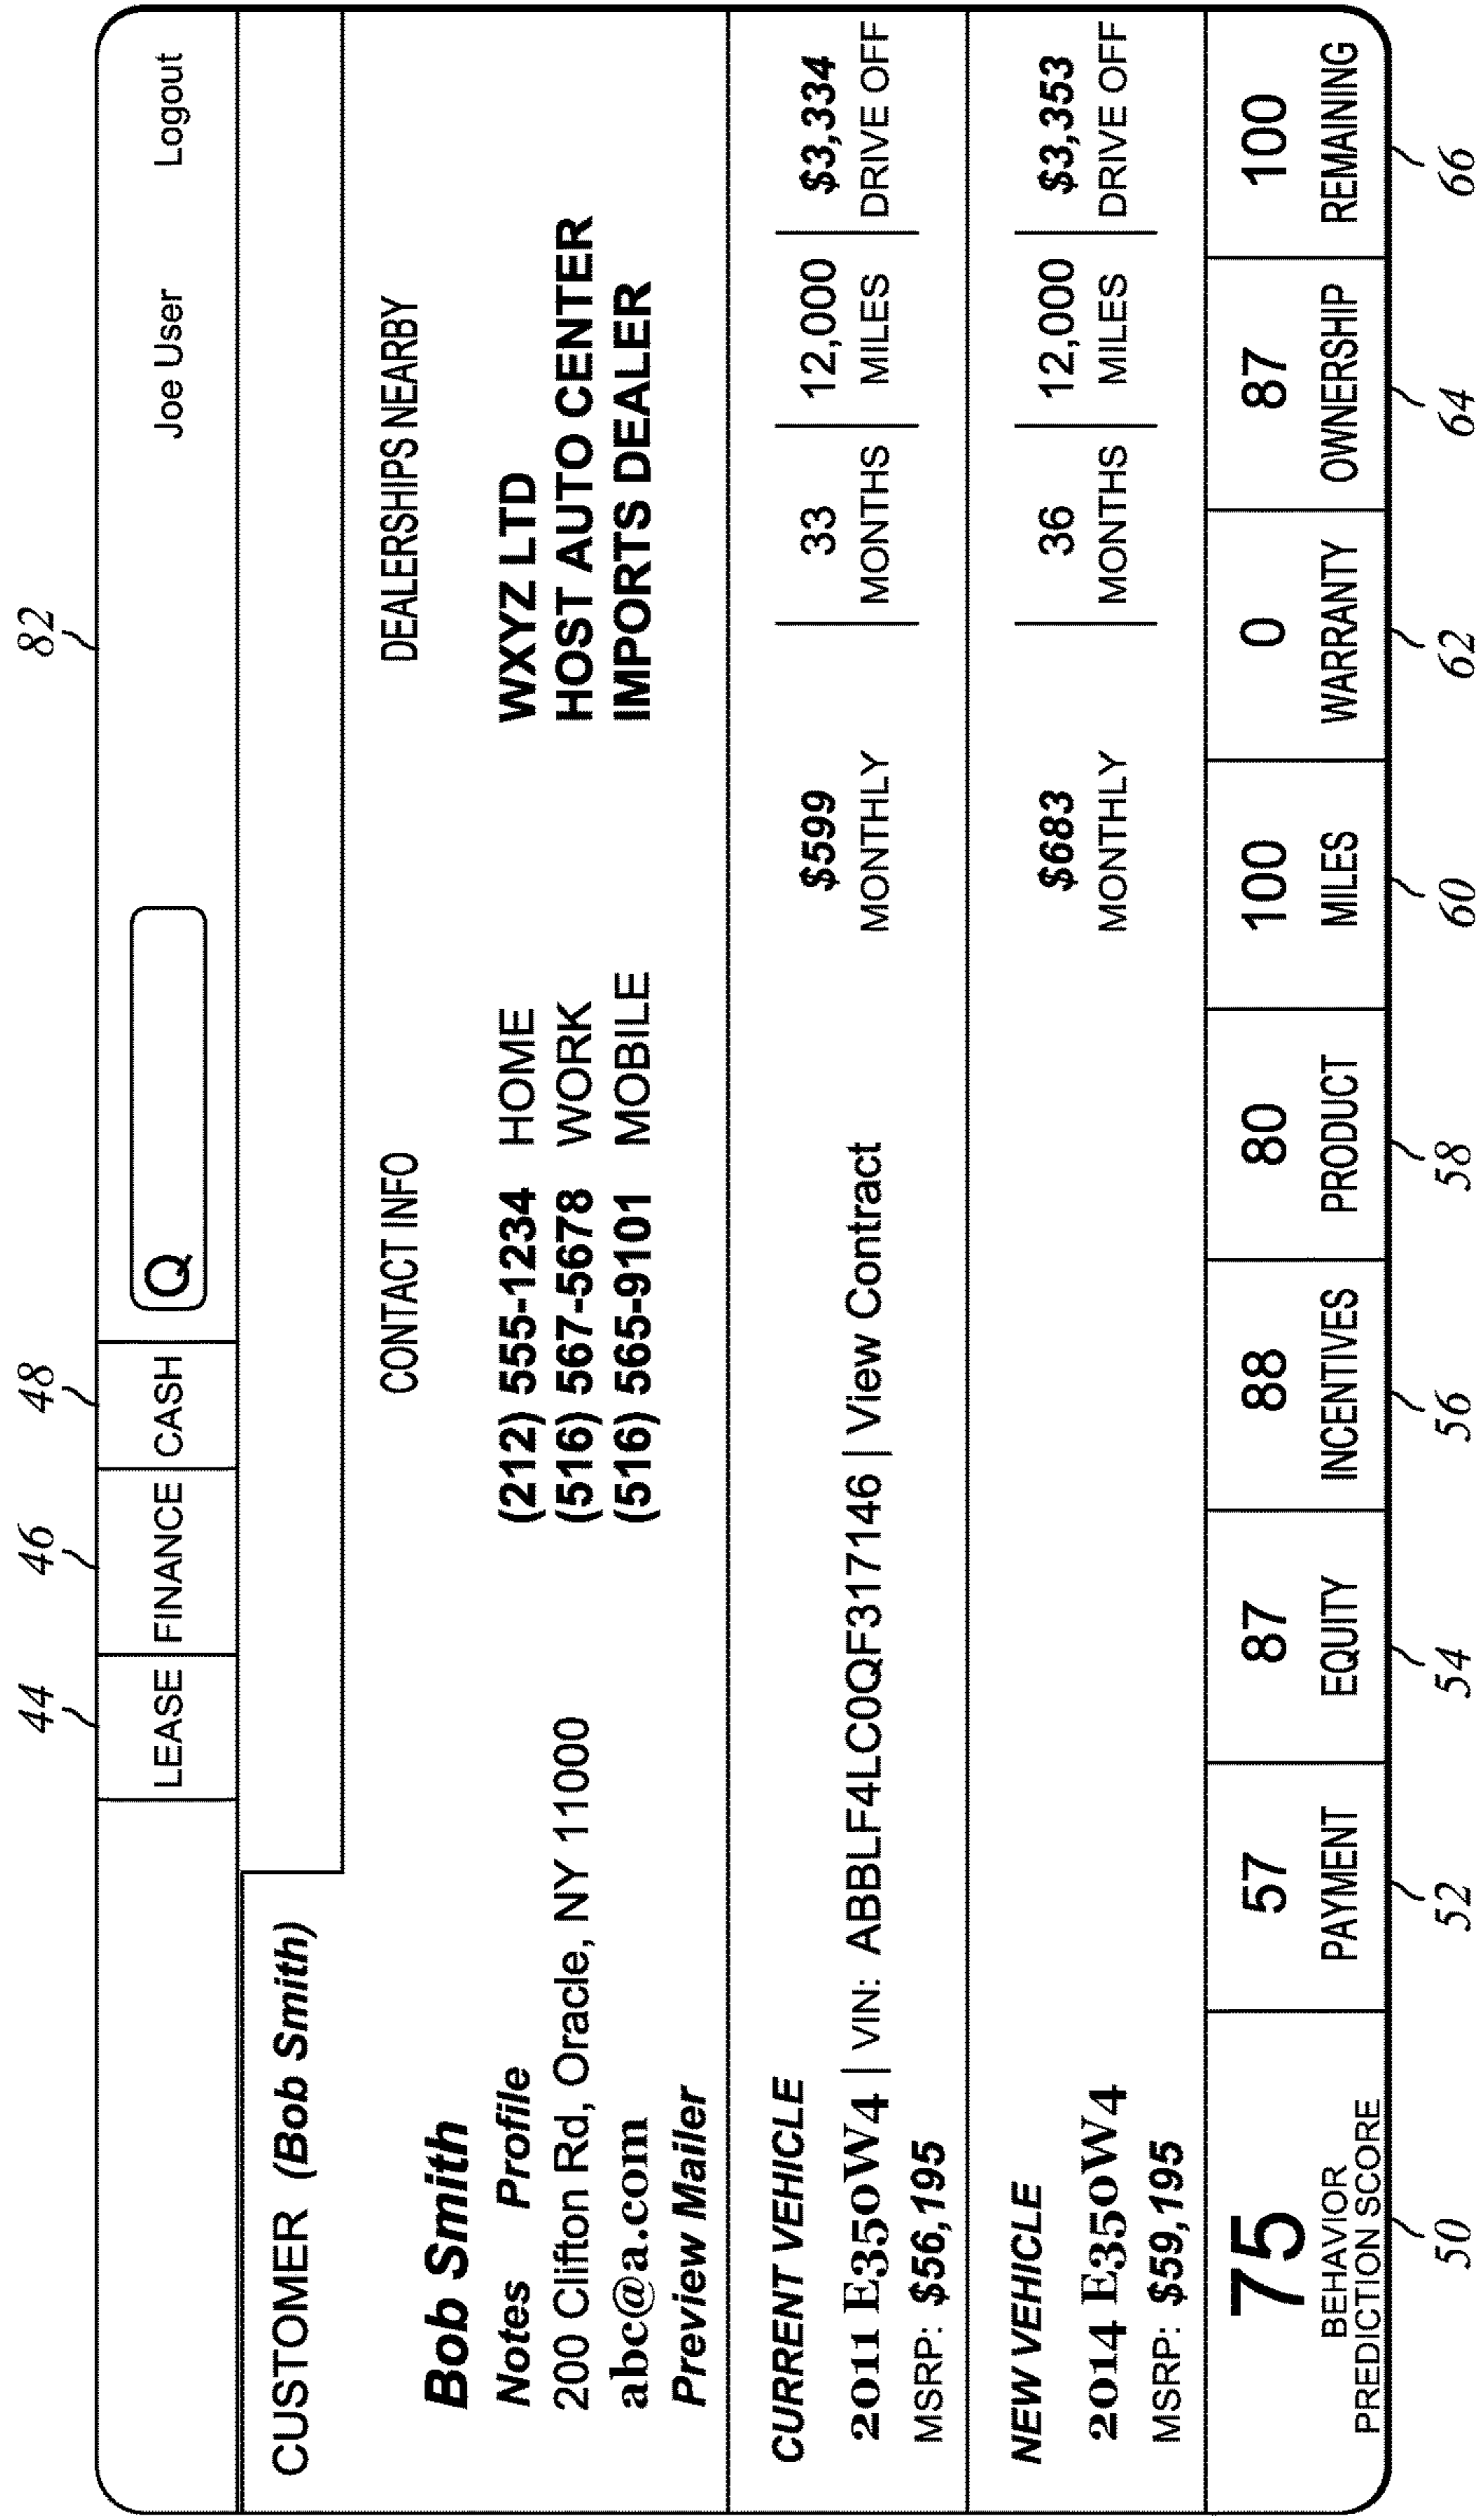 44 46 48 82
LEASE FINANCE CASH Q Joe User Logout
CUSTOMER (Bob Smith)
CONTACT INFO DEALERSHIPS NEARBY
Bob Smith
Notes Profile (212) 555-1234 HOME WXYZ LTD
200 Clifton Rd, Oracle, NY 11000 (516) 567-5678 WORK HOST AUTO CENTER
abc@a.com (516) 565-9101 MOBILE IMPORTS DEALER
Preview Mailer
CURRENT VEHICLE $599 33 12,000 $3,334
2011 E350W4 | VIN: ABBLF4LC0QF317146 | View Contract MONTHLY MONTHS MILES DRIVE OFF
MSRP: $56,195
NEW VEHICLE $683 36 12,000 $3,353
2014 E350W4 MONTHLY MONTHS MILES DRIVE OFF
MSRP: $59,195
75 57 87 88 80 100 0 87 100
BEHAVIOR PAYMENT EQUITY INCENTIVES PRODUCT MILES WARRANTY OWNERSHIP REMAINING
PREDICTION SCORE
50 52 54 56 58 60 62 64 66